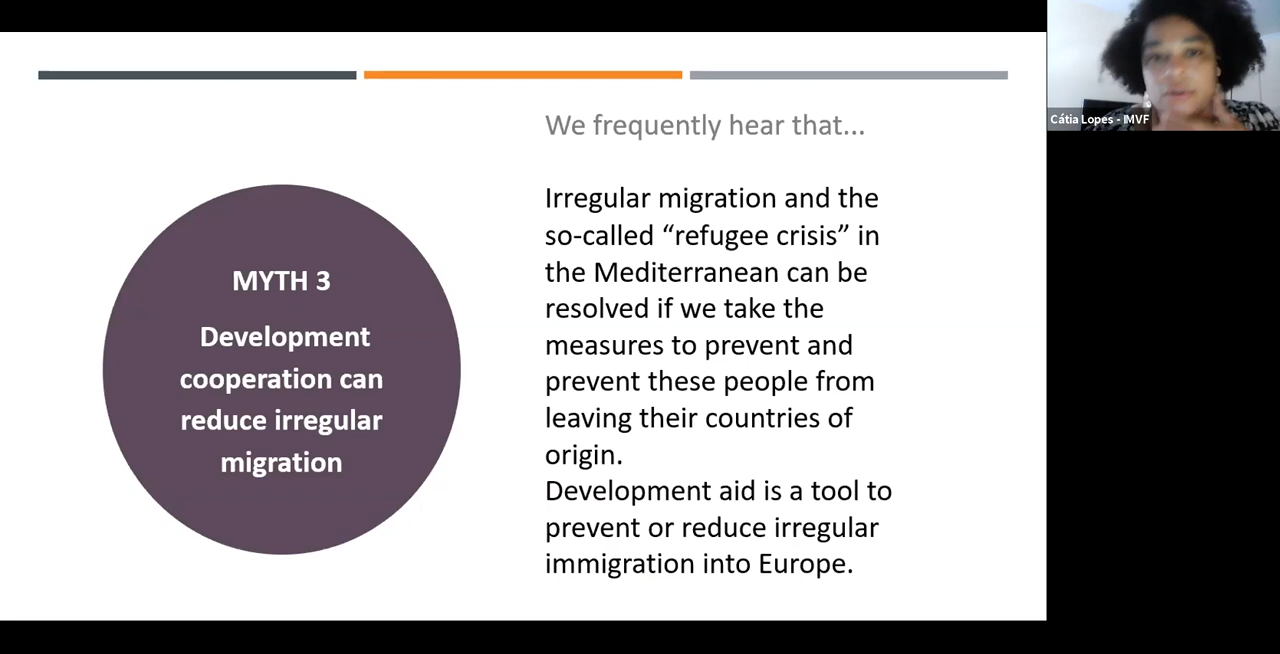 We frequently hear that...
MYTH 3
Development
cooperation can
reduce irregular
migration
Irregular migration and the
so-called “refugee crisis” in
the Mediterranean can be
resolved if we take the
measures to prevent and
prevent these people from
leaving their countries of
origin.
Development aid is a tool to
prevent or reduce irregular
immigration into Europe.
Cátia Lopes - IMVF